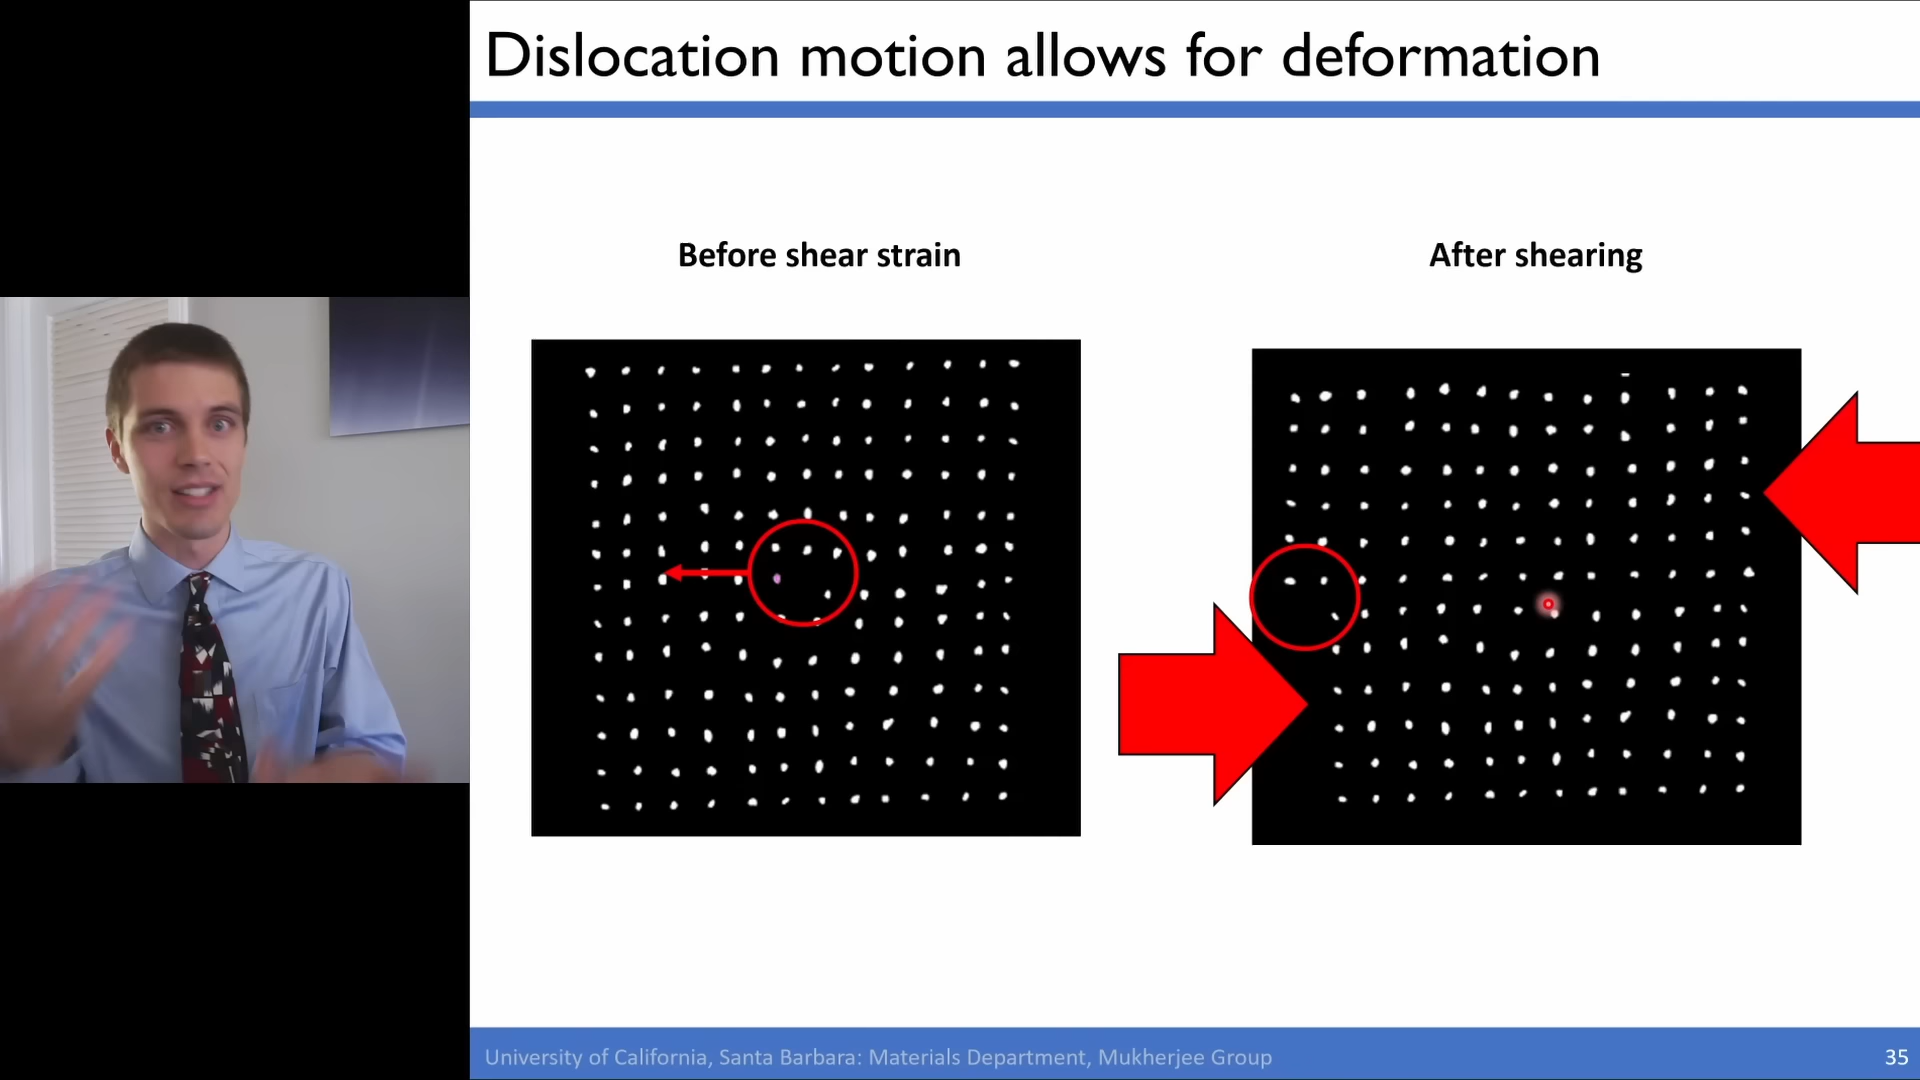 Dislocation motion allows for deformation
Before shear strain
After shearing
University of California, Santa Barbara: Materials Department, Mukherjee Group
35